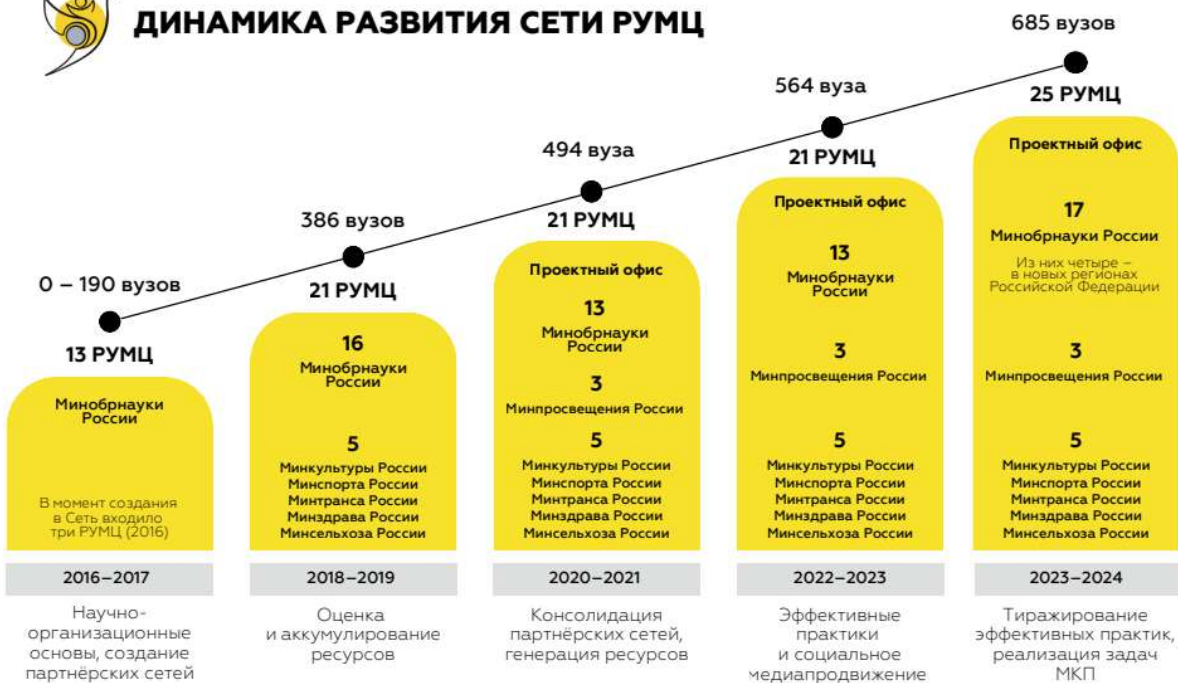 ДИНАМИКА РАЗВИТИЯ СЕТИ РУМЦ
0 – 190 вузов
13 РУМЦ
Минобрнауки
России
В момент создания
в Сеть входило
три РУМЦ (2016)
2016–2017
Научно-
организационные
основы, создание
партнёрских сетей
386 вузов
21 РУМЦ
16
Минобрнауки
России
5
Минкультуры России
Минспорта России
Минтранса России
Минздрава России
Минсельхоза России
2018–2019
Оценка
и аккумулирование
ресурсов
494 вуза
21 РУМЦ
Проектный офис
13
Минобрнауки
России
3
Минпросвещения России
5
Минкультуры России
Минспорта России
Минтранса России
Минздрава России
Минсельхоза России
2020–2021
Консолидация
партнёрских сетей,
генерация ресурсов
564 вуза
21 РУМЦ
Проектный офис
13
Минобрнауки
России
3
Минпросвещения России
5
Минкультуры России
Минспорта России
Минтранса России
Минздрава России
Минсельхоза России
2022–2023
Эффективные
практики
и социальное
медиапродвижение
685 вузов
25 РУМЦ
Проектный офис
17
Минобрнауки России
Из них четыре –
в новых регионах
Российской Федерации
3
Минпросвещения России
5
Минкультуры России
Минспорта России
Минтранса России
Минздрава России
Минсельхоза России
2023–2024
Тиражирование
эффективных практик,
реализация задач
МКП